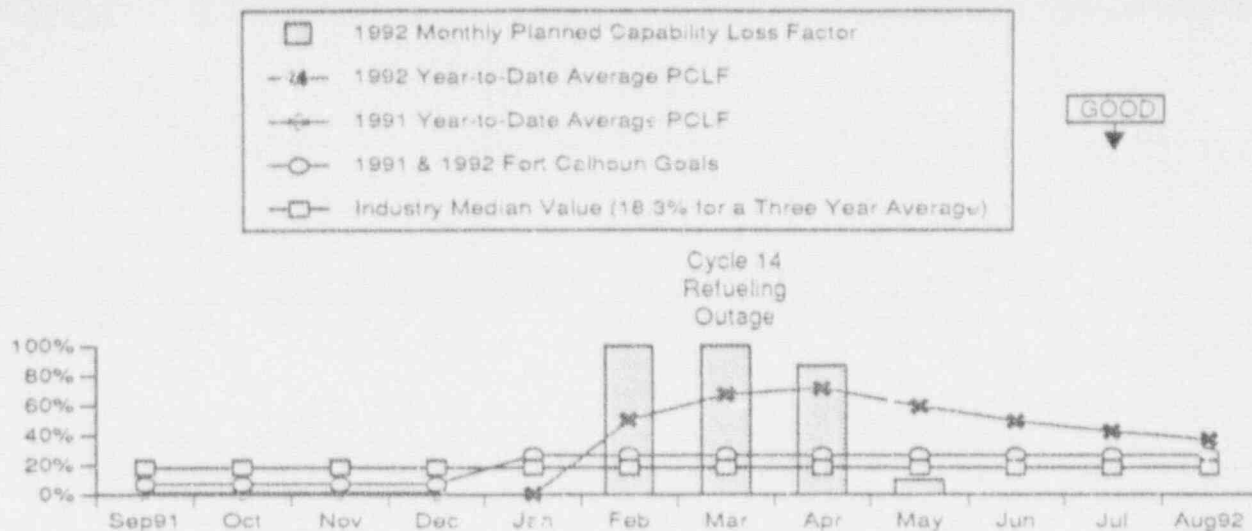 1992 Monthly Planned Capability Loss Factor
1992 Year-to-Date Average PCLF
1991 Year-to-Date Average PCLF
1991 & 1992 Fort Calhoun Goals
Industry Median Value (18.3% for a Three Year Average)
GOOD
Cycle 14
Refueling
Outage
100%
80%
60%
40%
20%
0%
Sep91 Oct Nov Dec Jan Feb Mar Apr May Jun Jul Aug92